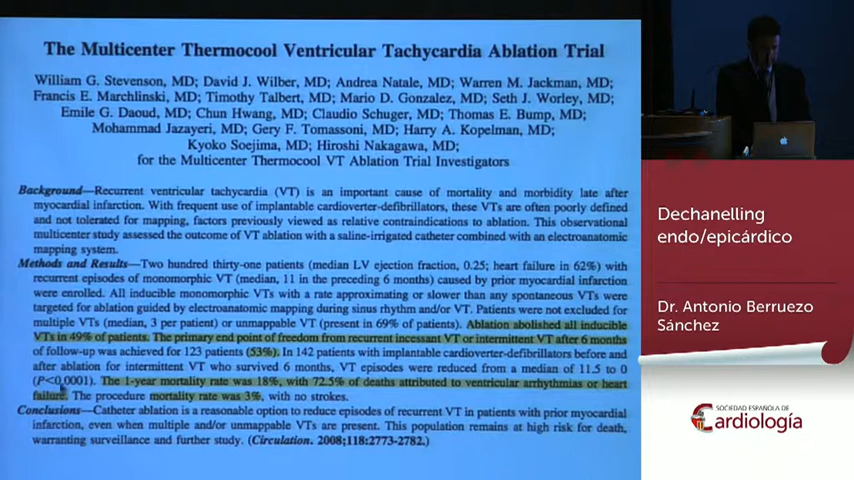 The Multicenter Thermocool Ventricular Tachycardia Ablation Trial
William G. Stevenson, MD; David J. Wilber, MD; Andrea Natale, MD; Warren M. Jackman, MD;
Francis E. Marchlinski, MD; Timothy Talbert, MD; Mario D. Gonzalez, MD; Seth J. Worley, MD;
Emile G. Daoud, MD; Chun Hwang, MD; Claudio Schuger, MD; Thomas E. Bump, MD;
Mohammad Jazayeri, MD; Gery F. Tomassoni, MD; Harry A. Kopelman, MD;
Kyoko Soejima, MD; Hiroshi Nakagawa, MD;
for the Multicenter Thermocool VT Ablation Trial Investigators
Background—Recurrent ventricular tachycardia (VT) is an important cause of mortality and morbidity late after
myocardial infarction. With frequent use of implantable cardioverter-defibrillators, these VTs are often poorly defined
and not tolerated for mapping, factors previously viewed as relative contraindications to ablation. This observational
multicenter study assessed the outcome of VT ablation with a saline-irrigated catheter combined with an electroanatomic
mapping system.
Methods and Results—Two hundred thirty-one patients (median LV ejection fraction, 0.25; heart failure in 62%) with
recurrent episodes of monomorphic VT (median, 11 in the preceding 6 months) caused by prior myocardial infarction
were enrolled. All inducible monomorphic VTs with a rate approximating or slower than any spontaneous VTs were
targeted for ablation guided by electroanatomic mapping during sinus rhythm and/or VT. Patients were not excluded for
multiple VTs (median, 3 per patient) or unmappable VT (present in 69% of patients). Ablation abolished all inducible
VTs in 49% of patients. The primary end point of freedom from recurrent incessant VT or intermittent VT after 6 months
of follow-up was achieved for 123 patients (53%). In 142 patients with implantable cardioverter-defibrillators before and
after ablation for intermittent VT who survived 6 months, VT episodes were reduced from a median of 11.5 to 0
(P<0.0001). The 1-year mortality rate was 18%, with 72.5% of deaths attributed to ventricular arrhythmias or heart
failure. The procedure mortality rate was 3%, with no strokes.
Conclusions—Catheter ablation is a reasonable option to reduce episodes of recurrent VT in patients with prior myocardial
infarction, even when multiple and/or unmappable VTs are present. This population remains at high risk for death,
warranting surveillance and further study. (Circulation. 2008;118:2773-2782.)
Dechanelling
endo/epicárdico
Dr. Antonio Berruezo
Sánchez
SOCIEDAD ESPAÑOLA DE
Cardiología